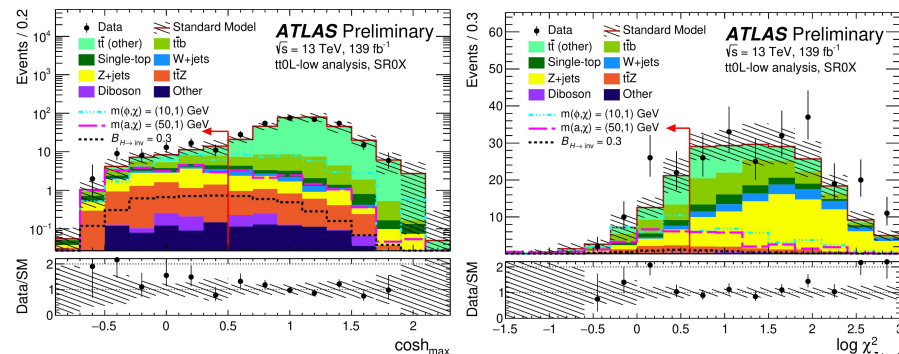 Events / 0.2
10⁴
10³
10²
10
1
10⁻¹
Data
Standard Model
tt̄ (other)
tt̄b
Single-top
W+jets
Z+jets
tt̄Z
Diboson
Other
m(ϕ,χ) = (10,1) GeV
m(a,χ) = (50,1) GeV
B_{H→inv} = 0.3
ATLAS Preliminary
√s = 13 TeV, 139 fb⁻¹
tt0L-low analysis, SR0X
Data/SM
2
1
0
−0.5 0 0.5 1 1.5 2
cosh_max
Events / 0.3
60
50
40
30
20
10
Data
Standard Model
tt̄ (other)
tt̄b
Single-top
W+jets
Z+jets
tt̄Z
Diboson
Other
m(ϕ,χ) = (10,1) GeV
m(a,χ) = (50,1) GeV
B_{H→inv} = 0.3
ATLAS Preliminary
√s = 13 TeV, 139 fb⁻¹
tt0L-low analysis, SR0X
Data/SM
2
1
0
−1.5 −1 −0.5 0 0.5 1 1.5 2 2.5 3
log χ²